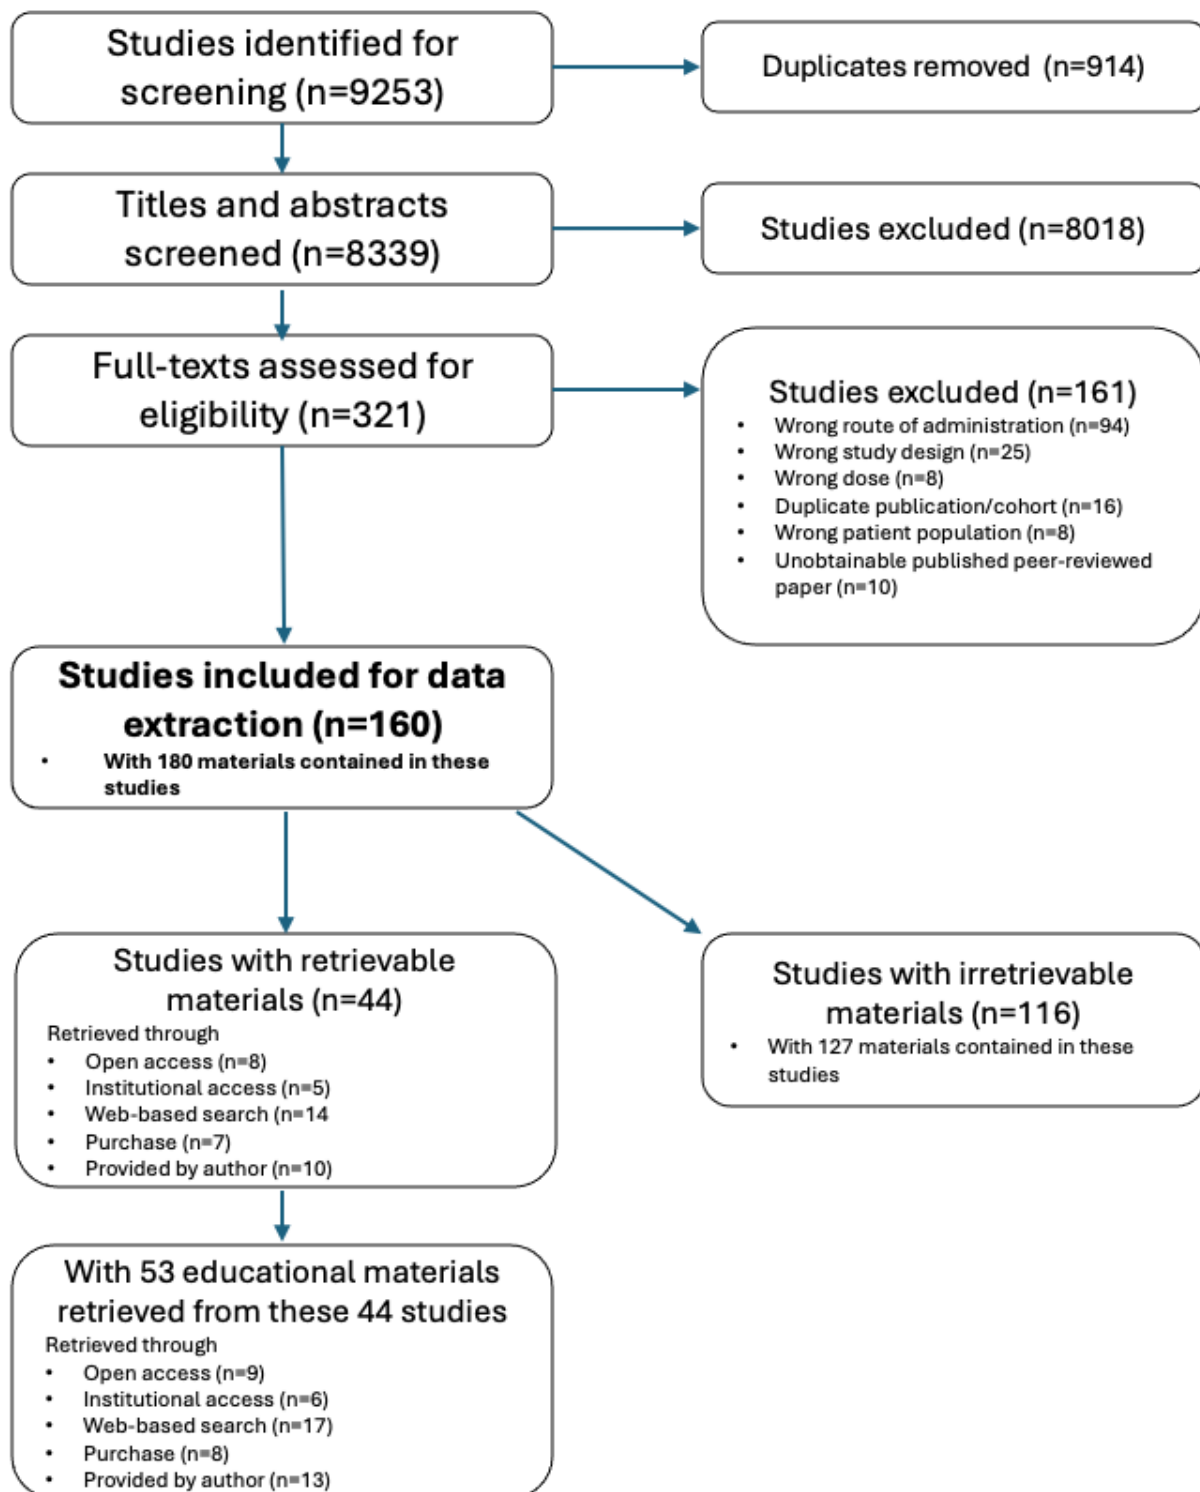 Studies identified for
screening (n=9253)
Duplicates removed (n=914)
Titles and abstracts
screened (n=8339)
Studies excluded (n=8018)
Full-texts assessed for
eligibility (n=321)
Studies excluded (n=161)
• Wrong route of administration (n=94)
• Wrong study design (n=25)
• Wrong dose (n=8)
• Duplicate publication/cohort (n=16)
• Wrong patient population (n=8)
• Unobtainable published peer-reviewed
paper (n=10)
Studies included for data
extraction (n=160)
• With 180 materials contained in these
studies
Studies with retrievable
materials (n=44)
Retrieved through
• Open access (n=8)
• Institutional access (n=5)
• Web-based search (n=14
• Purchase (n=7)
• Provided by author (n=10)
Studies with irretrievable
materials (n=116)
• With 127 materials contained in these
studies
With 53 educational materials
retrieved from these 44 studies
Retrieved through
• Open access (n=9)
• Institutional access (n=6)
• Web-based search (n=17)
• Purchase (n=8)
• Provided by author (n=13)